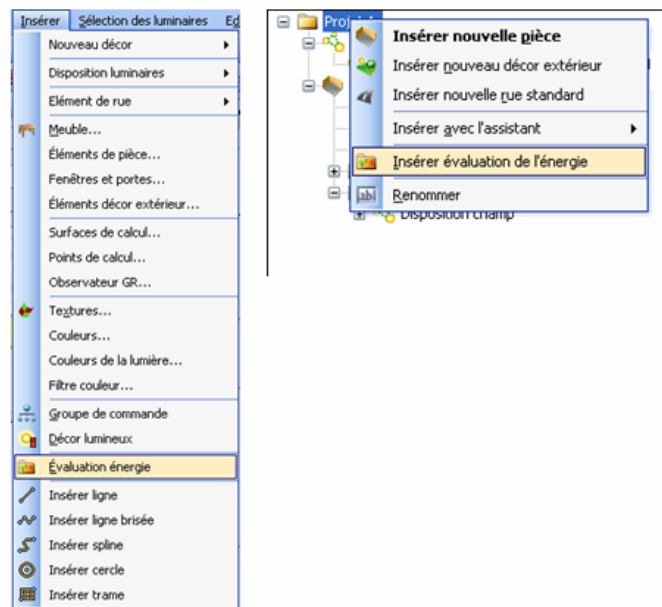 Insérer Sélection des luminaires Ed
Nouveau décor
Disposition luminaires
Elément de rue
Meuble...
Éléments de pièce...
Fenêtres et portes...
Éléments décor extérieur...
Surfaces de calcul...
Points de calcul...
Observateur GR...
Textures...
Couleurs...
Couleurs de la lumière...
Filtre couleur...
Groupe de commande
Décor lumineux
Évaluation énergie
Insérer ligne
Insérer ligne brisée
Insérer spline
Insérer cercle
Insérer trame
Insérer nouvelle pièce
Insérer nouveau décor extérieur
Insérer nouvelle rue standard
Insérer avec l'assistant
Insérer évaluation de l'énergie
Renommer
Disposition champ